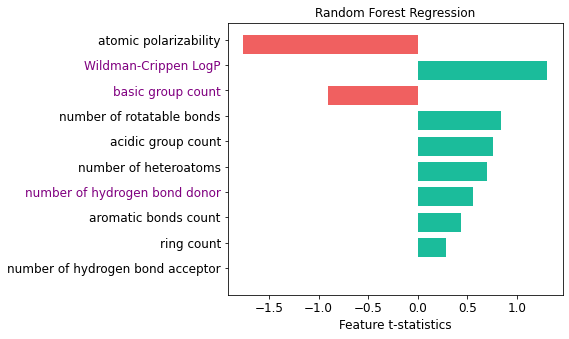 Random Forest Regression
atomic polarizability
Wildman-Crippen LogP
basic group count
number of rotatable bonds
acidic group count
number of heteroatoms
number of hydrogen bond donor
aromatic bonds count
ring count
number of hydrogen bond acceptor
−1.5 −1.0 −0.5 0.0 0.5 1.0
Feature t-statistics